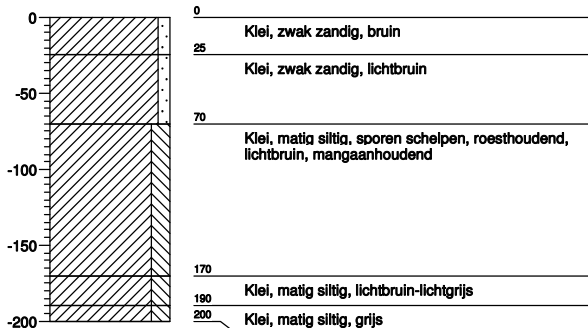 0
0
Klei, zwak zandig, bruin
25
Klei, zwak zandig, lichtbruin
-50
70
Klei, matig siltig, sporen schelpen, roesthoudend,
lichtbruin, mangaanhoudend
-100
-150
170
Klei, matig siltig, lichtbruin-lichtgrijs
190
-200
200
Klei, matig siltig, grijs